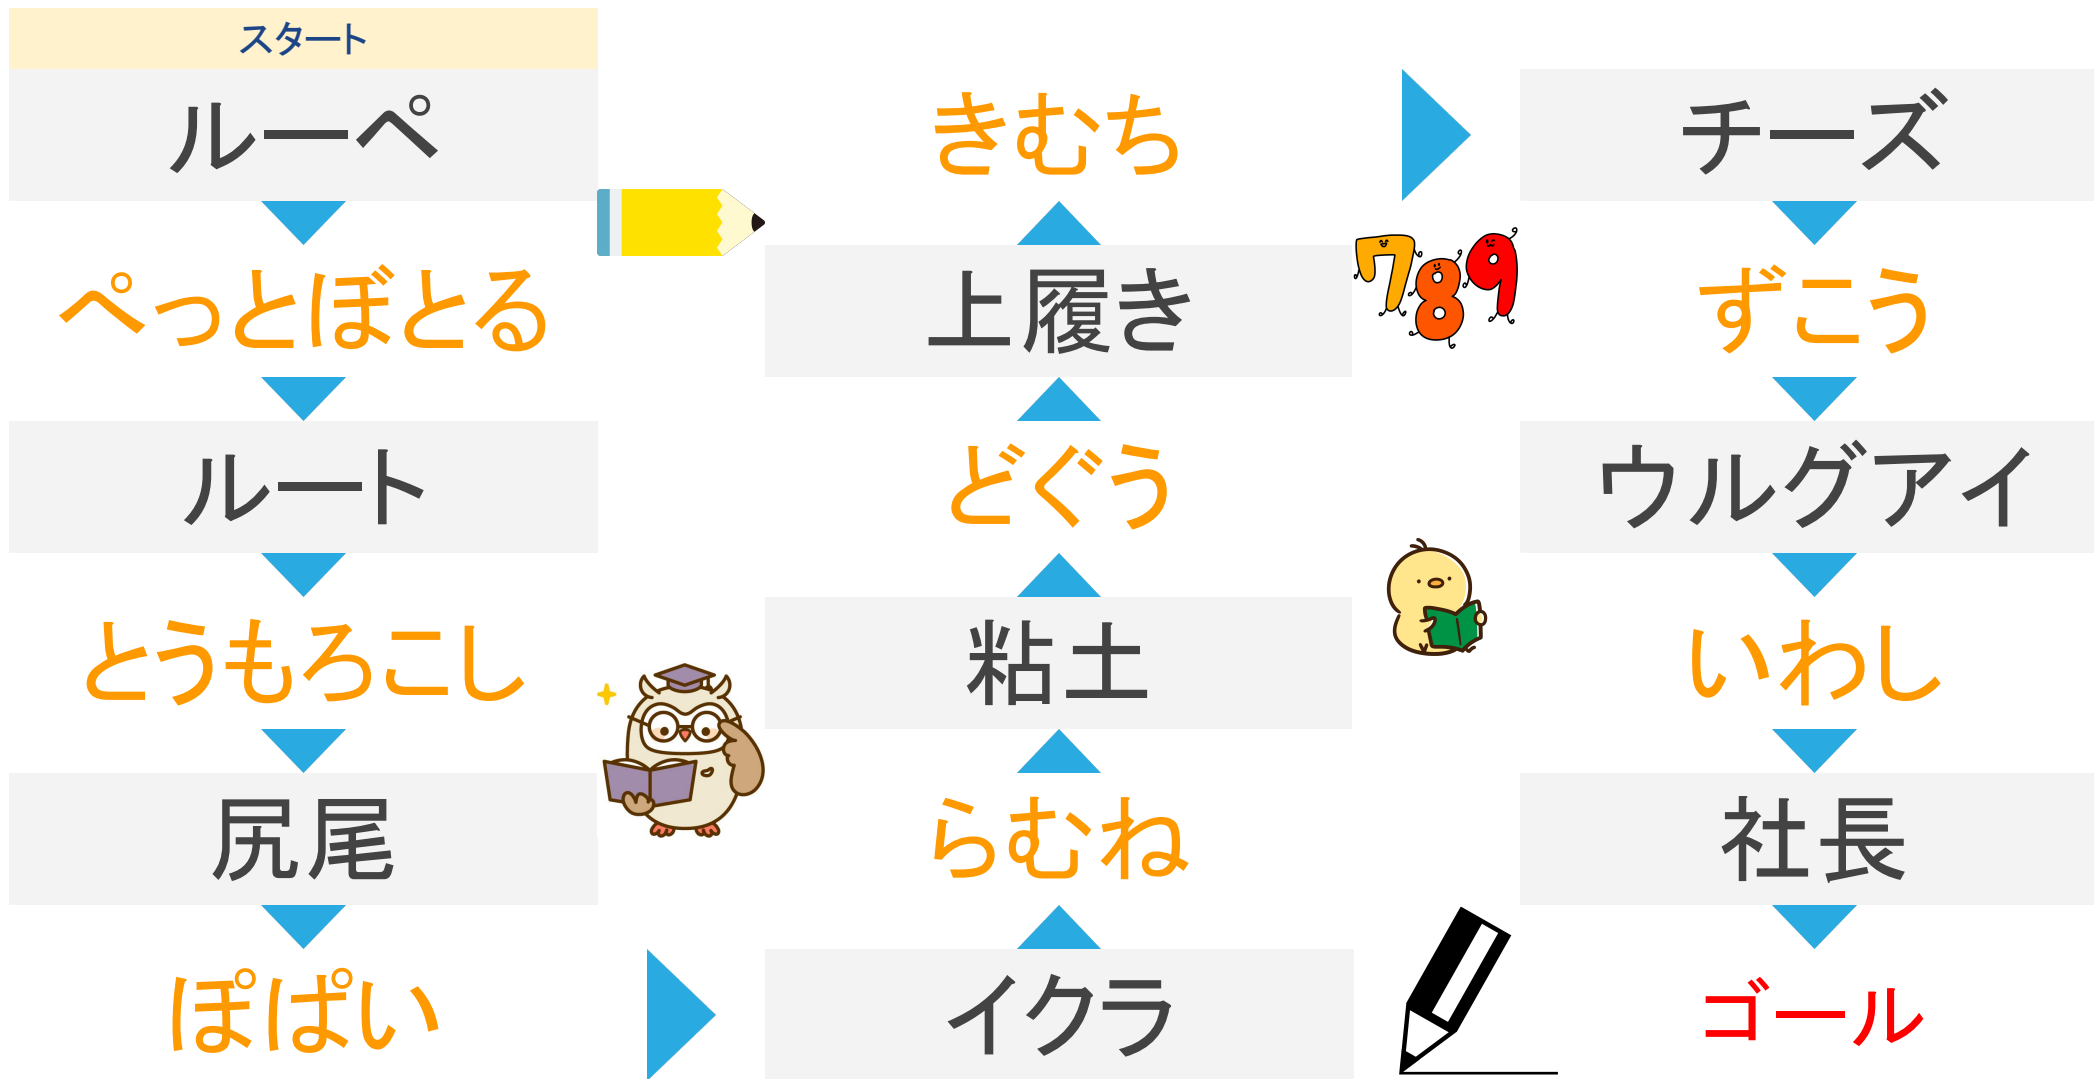 スタート
ルーペ
ぺっとぼとる
ルート
とうもろこし
尻尾
ぽぱい
イクラ
らむね
粘土
どぐう
上履き
きむち
チーズ
ずこう
ウルグアイ
いわし
社長
ゴール
789